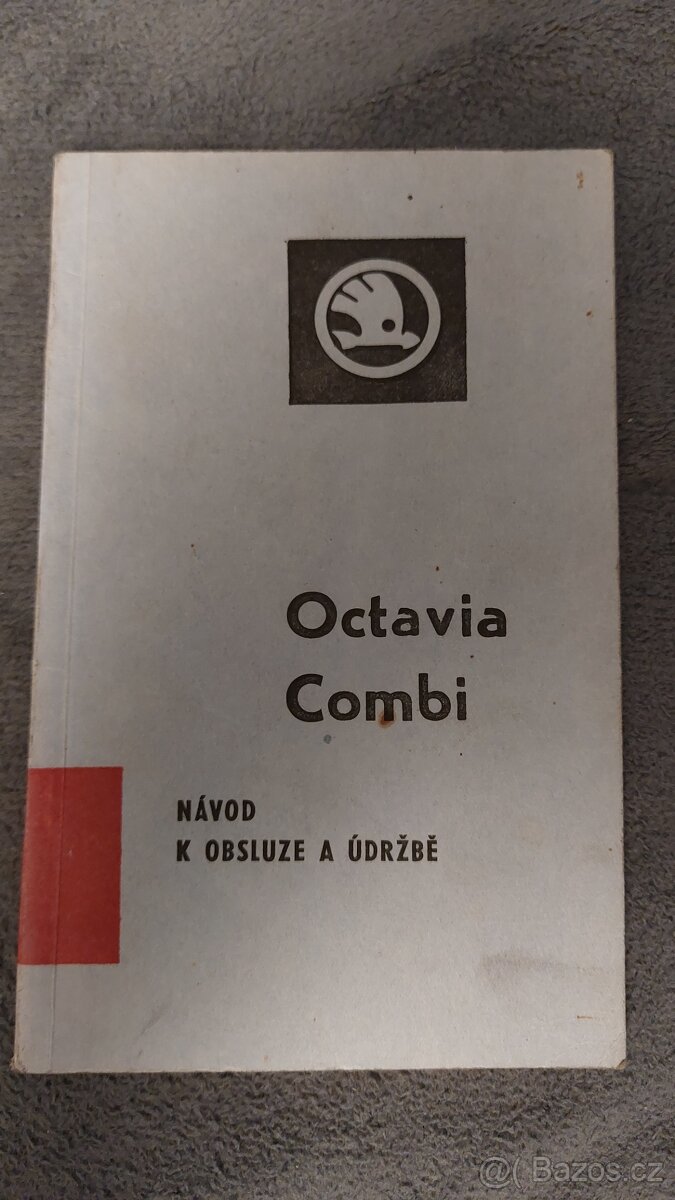 Octavia
Combi
NÁVOD
K OBSLUZE A ÚDRŽBĚ
@( Bazos.cz